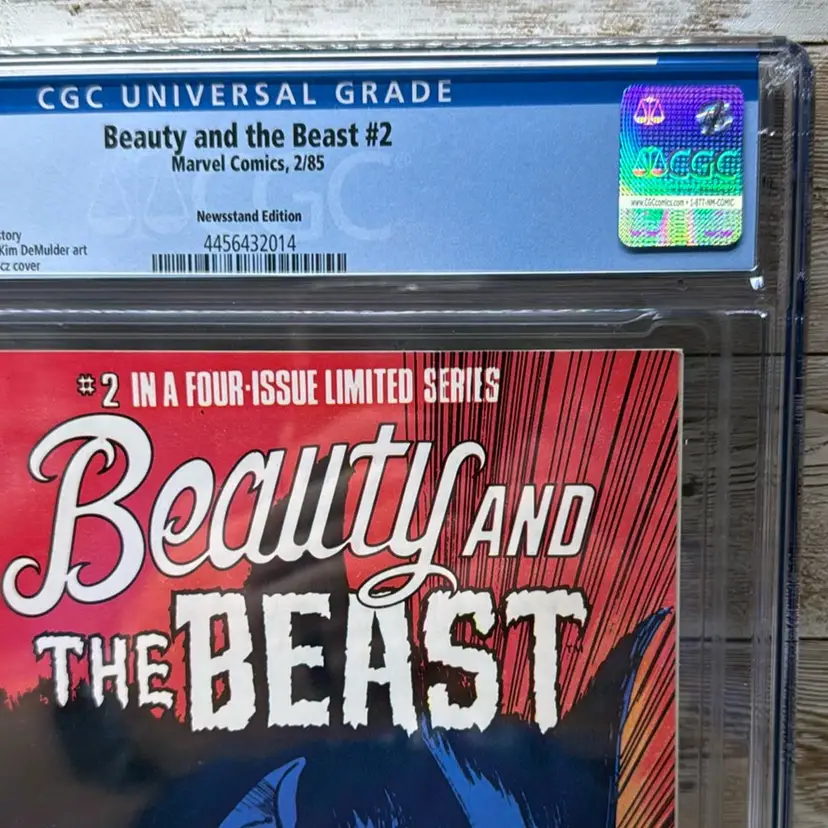 CGC UNIVERSAL GRADE
Beauty and the Beast #2
Marvel Comics, 2/85
Newsstand Edition
story
Kim DeMulder art
cz cover
4456432014
CGC
www.CGCcomics.com • 1-877-NM-COMIC
#2 IN A FOUR-ISSUE LIMITED SERIES
Beauty AND
THE BEAST
TM